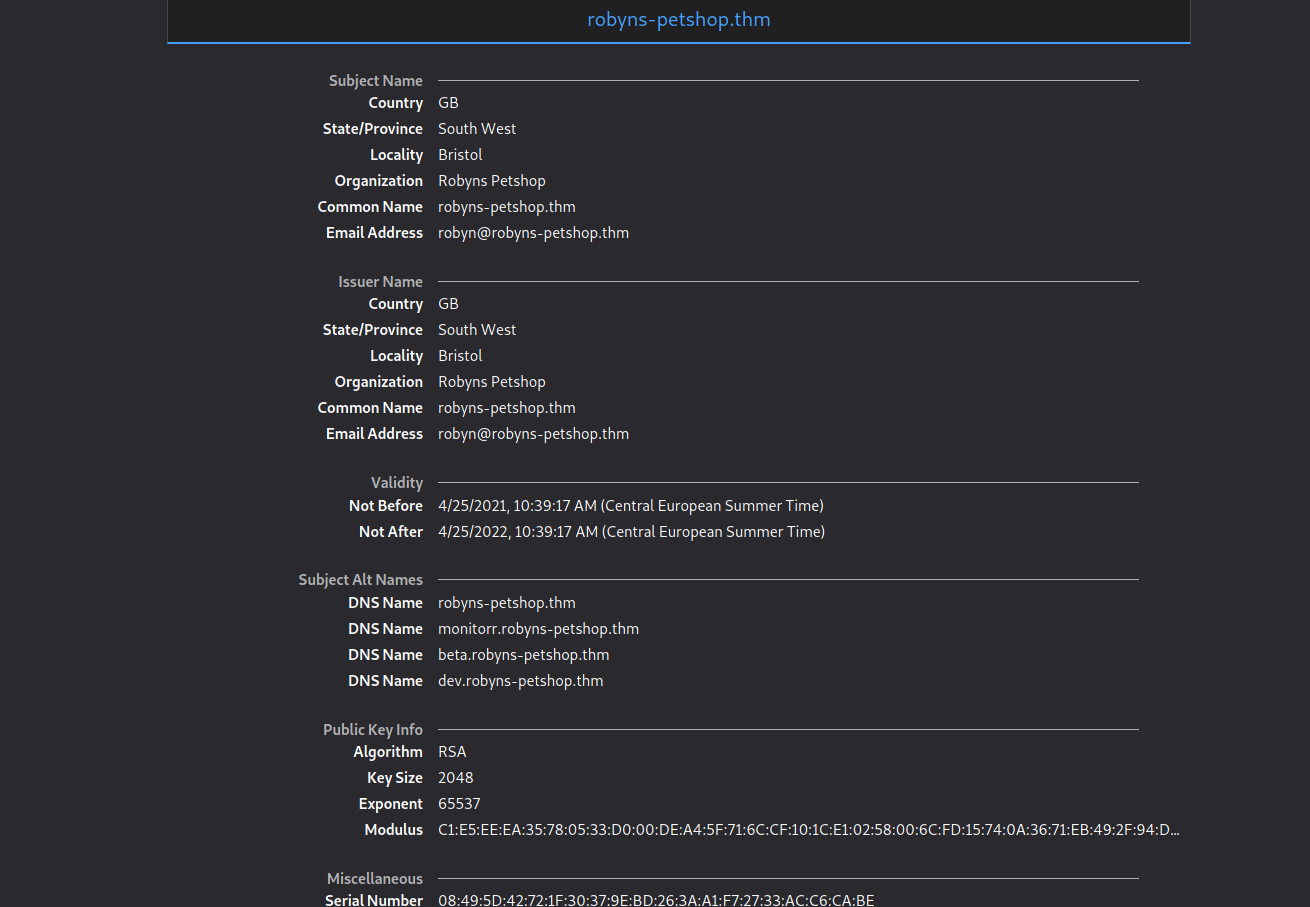 robyns-petshop.thm
Subject Name
Country GB
State/Province South West
Locality Bristol
Organization Robyns Petshop
Common Name robyns-petshop.thm
Email Address robyn@robyns-petshop.thm
Issuer Name
Country GB
State/Province South West
Locality Bristol
Organization Robyns Petshop
Common Name robyns-petshop.thm
Email Address robyn@robyns-petshop.thm
Validity
Not Before 4/25/2021, 10:39:17 AM (Central European Summer Time)
Not After 4/25/2022, 10:39:17 AM (Central European Summer Time)
Subject Alt Names
DNS Name robyns-petshop.thm
DNS Name monitorr.robyns-petshop.thm
DNS Name beta.robyns-petshop.thm
DNS Name dev.robyns-petshop.thm
Public Key Info
Algorithm RSA
Key Size 2048
Exponent 65537
Modulus C1:E5:EE:EA:35:78:05:33:D0:00:DE:A4:5F:71:6C:CF:10:1C:E1:02:58:00:6C:FD:15:74:0A:36:71:EB:49:2F:94:D…
Miscellaneous
Serial Number 08:49:5D:42:72:1F:30:37:9E:BD:26:3A:A1:F7:27:33:AC:C6:CA:BE